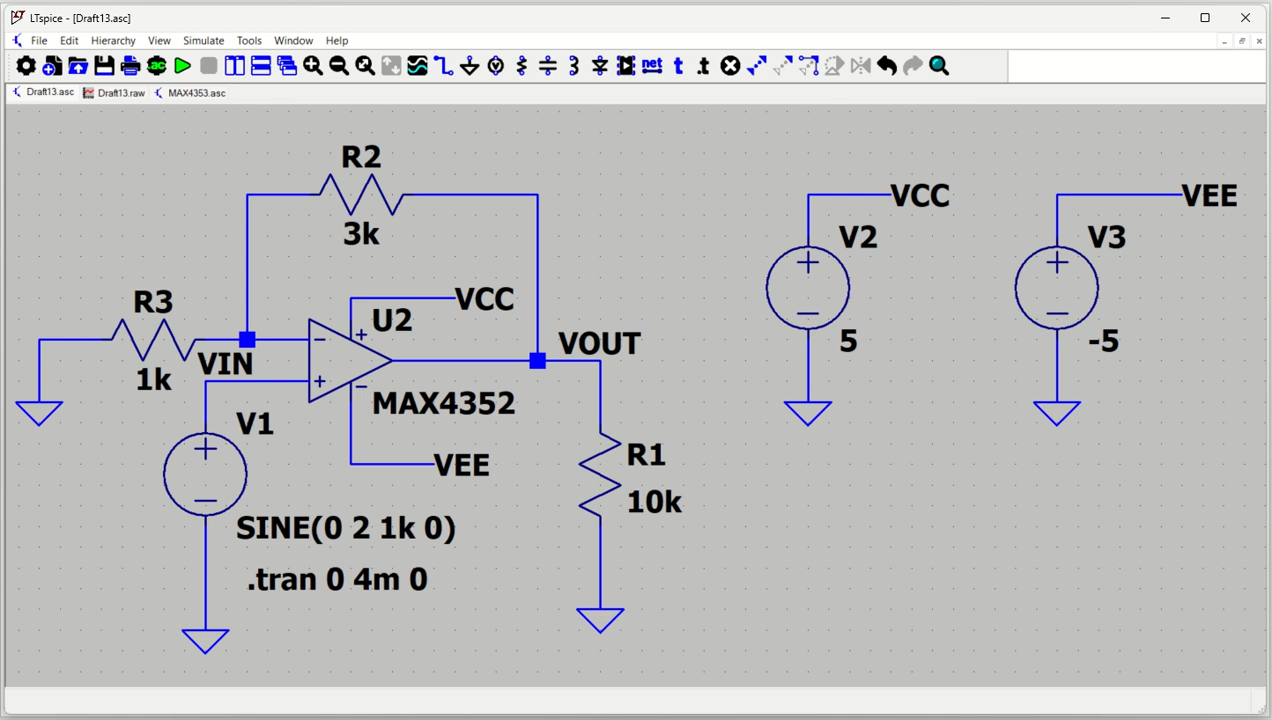 LTspice - [Draft13.asc]
File Edit Hierarchy View Simulate Tools Window Help
.ac
net t .t
Draft13.asc Draft13.raw MAX4353.asc
R2
3k
VCC
VEE
V2
V3
5
-5
R3
1k
VIN
VCC
U2
VOUT
MAX4352
V1
VEE
R1
10k
SINE(0 2 1k 0)
.tran 0 4m 0